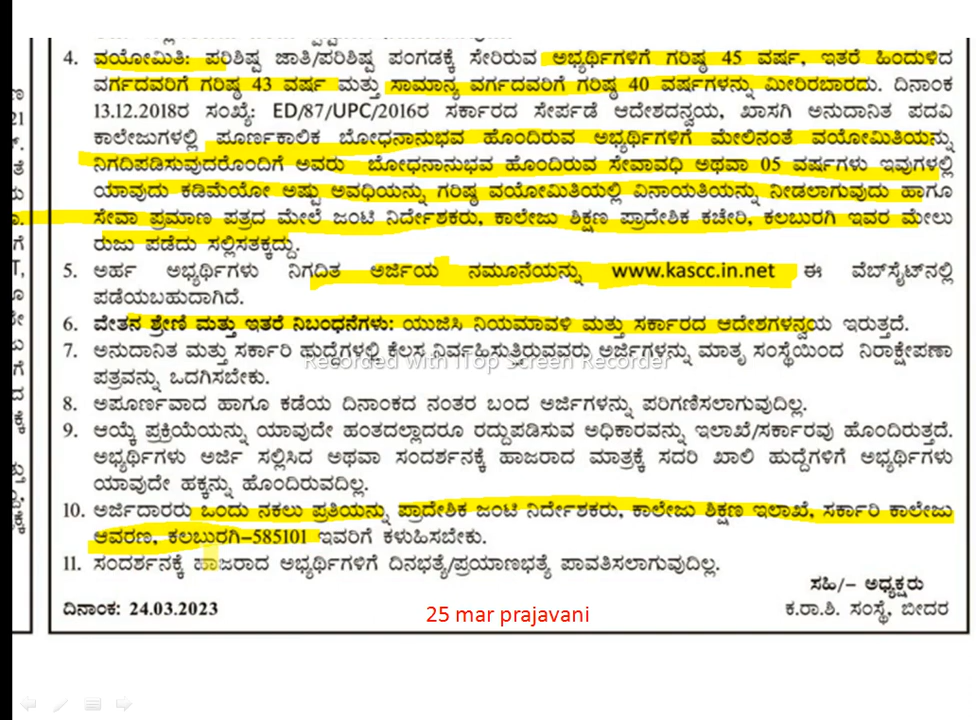 4. ವಯೋಮಿತಿ: ಪರಿಶಿಷ್ಟ ಜಾತಿ/ಪರಿಶಿಷ್ಟ ಪಂಗಡಕ್ಕೆ ಸೇರಿರುವ ಅಭ್ಯರ್ಥಿಗಳಿಗೆ ಗರಿಷ್ಠ 45 ವರ್ಷ, ಇತರೆ ಹಿಂದುಳಿದ
ವರ್ಗದವರಿಗೆ ಗರಿಷ್ಠ 43 ವರ್ಷ ಮತ್ತು ಸಾಮಾನ್ಯ ವರ್ಗದವರಿಗೆ ಗರಿಷ್ಠ 40 ವರ್ಷಗಳನ್ನು ಮೀರಿರಬಾರದು. ದಿನಾಂಕ
13.12.2018ರ ಸಂಖ್ಯೆ: ED/87/UPC/2016ರ ಸರ್ಕಾರದ ಸೇರ್ಪಡೆ ಆದೇಶದನ್ವಯ, ಖಾಸಗಿ ಅನುದಾನಿತ ಪದವಿ
ಕಾಲೇಜುಗಳಲ್ಲಿ ಪೂರ್ಣಕಾಲಿಕ ಬೋಧನಾನುಭವ ಹೊಂದಿರುವ ಅಭ್ಯರ್ಥಿಗಳಿಗೆ ಮೇಲಿನಂತೆ ವಯೋಮಿತಿಯನ್ನು
ನಿಗದಿಪಡಿಸುವುದರೊಂದಿಗೆ ಅವರು ಬೋಧನಾನುಭವ ಹೊಂದಿರುವ ಸೇವಾವಧಿ ಅಥವಾ 05 ವರ್ಷಗಳು ಇವುಗಳಲ್ಲಿ
ಯಾವುದು ಕಡಿಮೆಯೋ ಅಷ್ಟು ಅವಧಿಯನ್ನು ಗರಿಷ್ಠ ವಯೋಮಿತಿಯಲ್ಲಿ ವಿನಾಯತಿಯನ್ನು ನೀಡಲಾಗುವುದು ಹಾಗೂ
ಸೇವಾ ಪ್ರಮಾಣ ಪತ್ರದ ಮೇಲೆ ಜಂಟಿ ನಿರ್ದೇಶಕರು, ಕಾಲೇಜು ಶಿಕ್ಷಣ ಪ್ರಾದೇಶಿಕ ಕಚೇರಿ, ಕಲಬುರಗಿ ಇವರ ಮೇಲು
ರುಜು ಪಡೆದು ಸಲ್ಲಿಸತಕ್ಕದ್ದು.
5. ಅರ್ಹ ಅಭ್ಯರ್ಥಿಗಳು ನಿಗದಿತ ಅರ್ಜಿಯ ನಮೂನೆಯನ್ನು www.kascc.in.net ಈ ವೆಬ್‌ಸೈಟ್‌ನಲ್ಲಿ
ಪಡೆಯಬಹುದಾಗಿದೆ.
6. ವೇತನ ಶ್ರೇಣಿ ಮತ್ತು ಇತರೆ ನಿಬಂಧನೆಗಳು: ಯುಜಿಸಿ ನಿಯಮಾವಳಿ ಮತ್ತು ಸರ್ಕಾರದ ಆದೇಶಗಳನ್ವಯ ಇರುತ್ತದೆ.
7. ಅನುದಾನಿತ ಮತ್ತು ಸರ್ಕಾರಿ ಹುದ್ದೆಗಳಲ್ಲಿ ಕೆಲಸ ನಿರ್ವಹಿಸುತ್ತಿರುವವರು ಅರ್ಜಿಗಳನ್ನು ಮಾತೃ ಸಂಸ್ಥೆಯಿಂದ ನಿರಾಕ್ಷೇಪಣಾ
Recorded with iTop Screen Recorder
ಪತ್ರವನ್ನು ಒದಗಿಸಬೇಕು.
8. ಅಪೂರ್ಣವಾದ ಹಾಗೂ ಕಡೆಯ ದಿನಾಂಕದ ನಂತರ ಬಂದ ಅರ್ಜಿಗಳನ್ನು ಪರಿಗಣಿಸಲಾಗುವುದಿಲ್ಲ.
9. ಆಯ್ಕೆ ಪ್ರಕ್ರಿಯೆಯನ್ನು ಯಾವುದೇ ಹಂತದಲ್ಲಾದರೂ ರದ್ದುಪಡಿಸುವ ಅಧಿಕಾರವನ್ನು ಇಲಾಖೆ/ಸರ್ಕಾರವು ಹೊಂದಿರುತ್ತದೆ.
ಅಭ್ಯರ್ಥಿಗಳು ಅರ್ಜಿ ಸಲ್ಲಿಸಿದ ಅಥವಾ ಸಂದರ್ಶನಕ್ಕೆ ಹಾಜರಾದ ಮಾತ್ರಕ್ಕೆ ಸದರಿ ಖಾಲಿ ಹುದ್ದೆಗಳಿಗೆ ಅಭ್ಯರ್ಥಿಗಳು
ಯಾವುದೇ ಹಕ್ಕನ್ನು ಹೊಂದಿರುವದಿಲ್ಲ.
10. ಅರ್ಜಿದಾರರು ಒಂದು ನಕಲು ಪ್ರತಿಯನ್ನು ಪ್ರಾದೇಶಿಕ ಜಂಟಿ ನಿರ್ದೇಶಕರು, ಕಾಲೇಜು ಶಿಕ್ಷಣ ಇಲಾಖೆ, ಸರ್ಕಾರಿ ಕಾಲೇಜು
ಆವರಣ, ಕಲಬುರಗಿ-585101 ಇವರಿಗೆ ಕಳುಹಿಸಬೇಕು.
11. ಸಂದರ್ಶನಕ್ಕೆ ಹಾಜರಾದ ಅಭ್ಯರ್ಥಿಗಳಿಗೆ ದಿನಭತ್ಯೆ/ಪ್ರಯಾಣಭತ್ಯೆ ಪಾವತಿಸಲಾಗುವುದಿಲ್ಲ.
ಸಹಿ/- ಅಧ್ಯಕ್ಷರು
ದಿನಾಂಕ: 24.03.2023
25 mar prajavani
ಕ.ರಾ.ಶಿ. ಸಂಸ್ಥೆ, ಬೀದರ